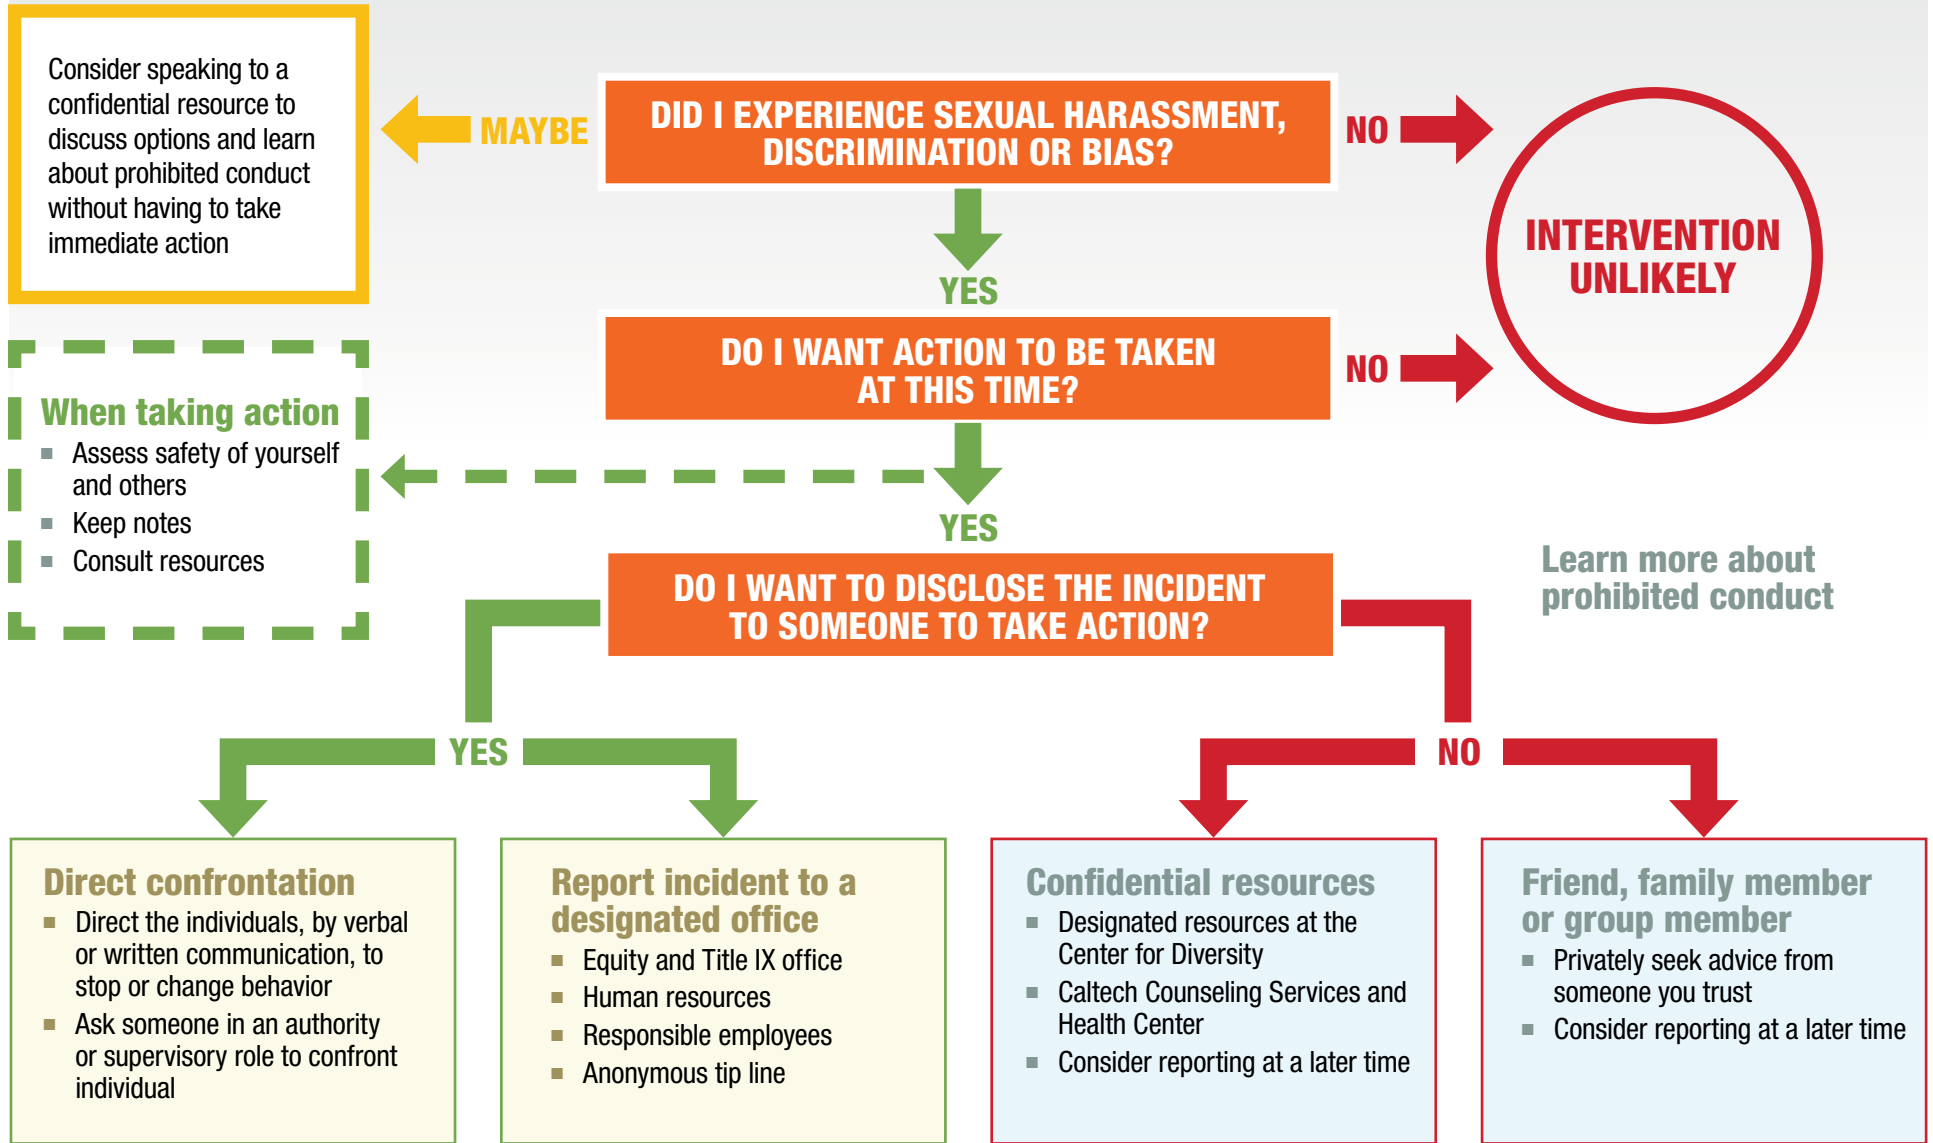 Consider speaking to a
confidential resource to
discuss options and learn
about prohibited conduct
without having to take
immediate action
MAYBE
DID I EXPERIENCE SEXUAL HARASSMENT,
DISCRIMINATION OR BIAS?
NO
INTERVENTION
UNLIKELY
YES
DO I WANT ACTION TO BE TAKEN
AT THIS TIME?
NO
When taking action
▪ Assess safety of yourself
and others
▪ Keep notes
▪ Consult resources
YES
DO I WANT TO DISCLOSE THE INCIDENT
TO SOMEONE TO TAKE ACTION?
Learn more about
prohibited conduct
YES
NO
Direct confrontation
▪ Direct the individuals, by verbal
or written communication, to
stop or change behavior
▪ Ask someone in an authority
or supervisory role to confront
individual
Report incident to a
designated office
▪ Equity and Title IX office
▪ Human resources
▪ Responsible employees
▪ Anonymous tip line
Confidential resources
▪ Designated resources at the
Center for Diversity
▪ Caltech Counseling Services and
Health Center
▪ Consider reporting at a later time
Friend, family member
or group member
▪ Privately seek advice from
someone you trust
▪ Consider reporting at a later time